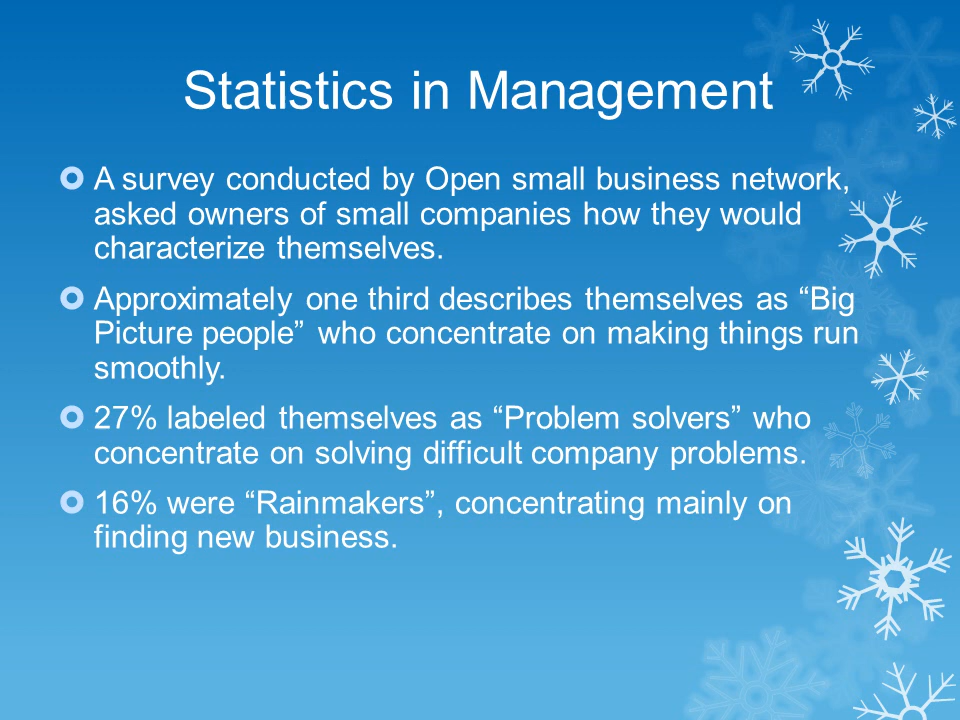 Statistics in Management
A survey conducted by Open small business network,
asked owners of small companies how they would
characterize themselves.
Approximately one third describes themselves as “Big
Picture people” who concentrate on making things run
smoothly.
27% labeled themselves as “Problem solvers” who
concentrate on solving difficult company problems.
16% were “Rainmakers”, concentrating mainly on
finding new business.